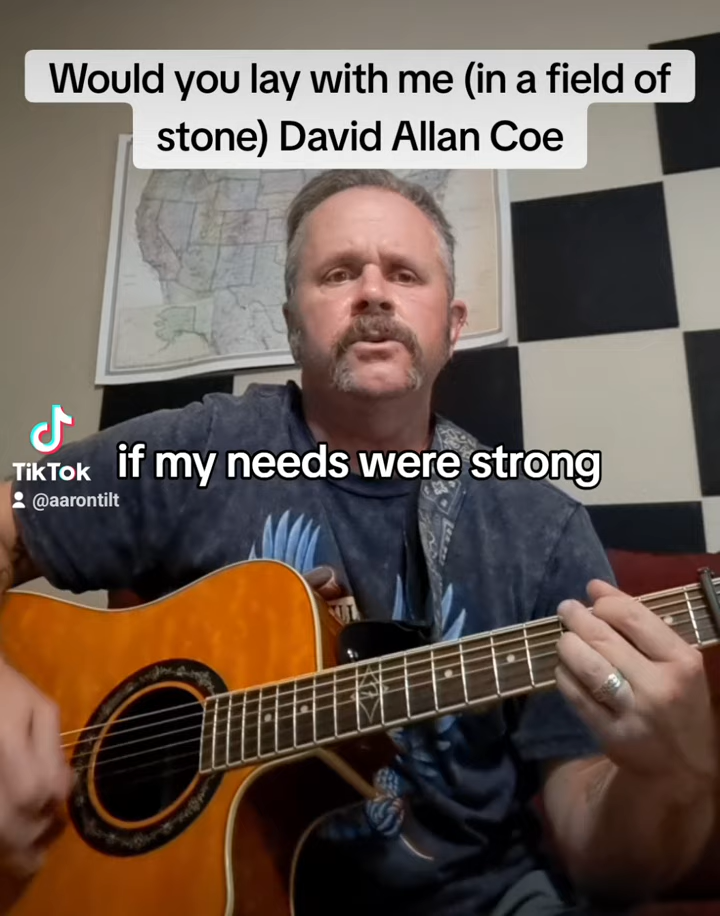 Would you lay with me (in a field of
stone) David Allan Coe
if my needs were strong
TikTok
@aarontilt